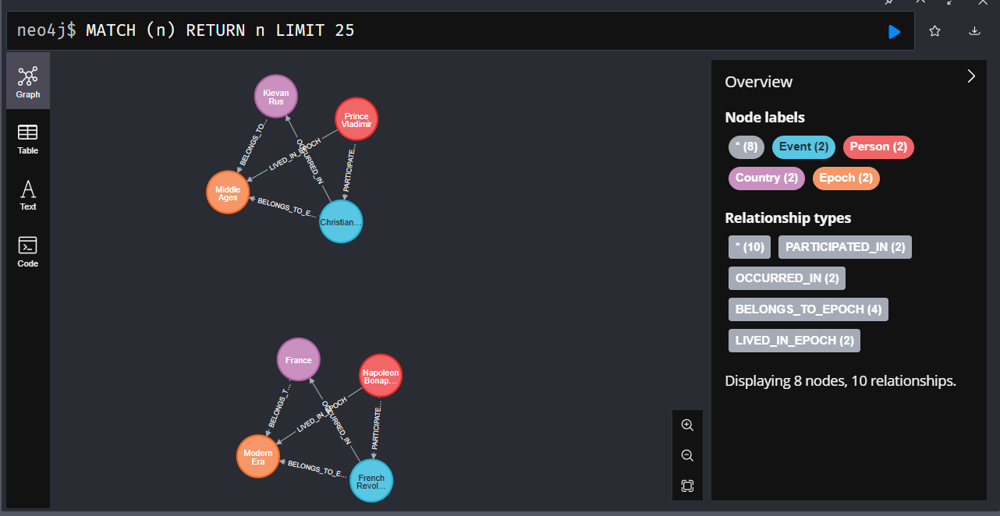 neo4j$ MATCH (n) RETURN n LIMIT 25
Graph
Table
Text
Code
Kievan
Rus
Prince
Vladimir
BELONGS_TO...
LIVED_IN_EPOCH
OCCURRED_IN
PARTICIPATE...
Middle
Ages
BELONGS_TO_E...
Christian...
France
Napoleon
Bonap...
BELONGS_T...
LIVED_IN_EPOCH
OCCURRED_IN
PARTICIPATE...
Modern
Era
BELONGS_TO_E...
French
Revol...
Overview
Node labels
* (8) Event (2) Person (2)
Country (2) Epoch (2)
Relationship types
* (10) PARTICIPATED_IN (2)
OCCURRED_IN (2)
BELONGS_TO_EPOCH (4)
LIVED_IN_EPOCH (2)
Displaying 8 nodes, 10 relationships.